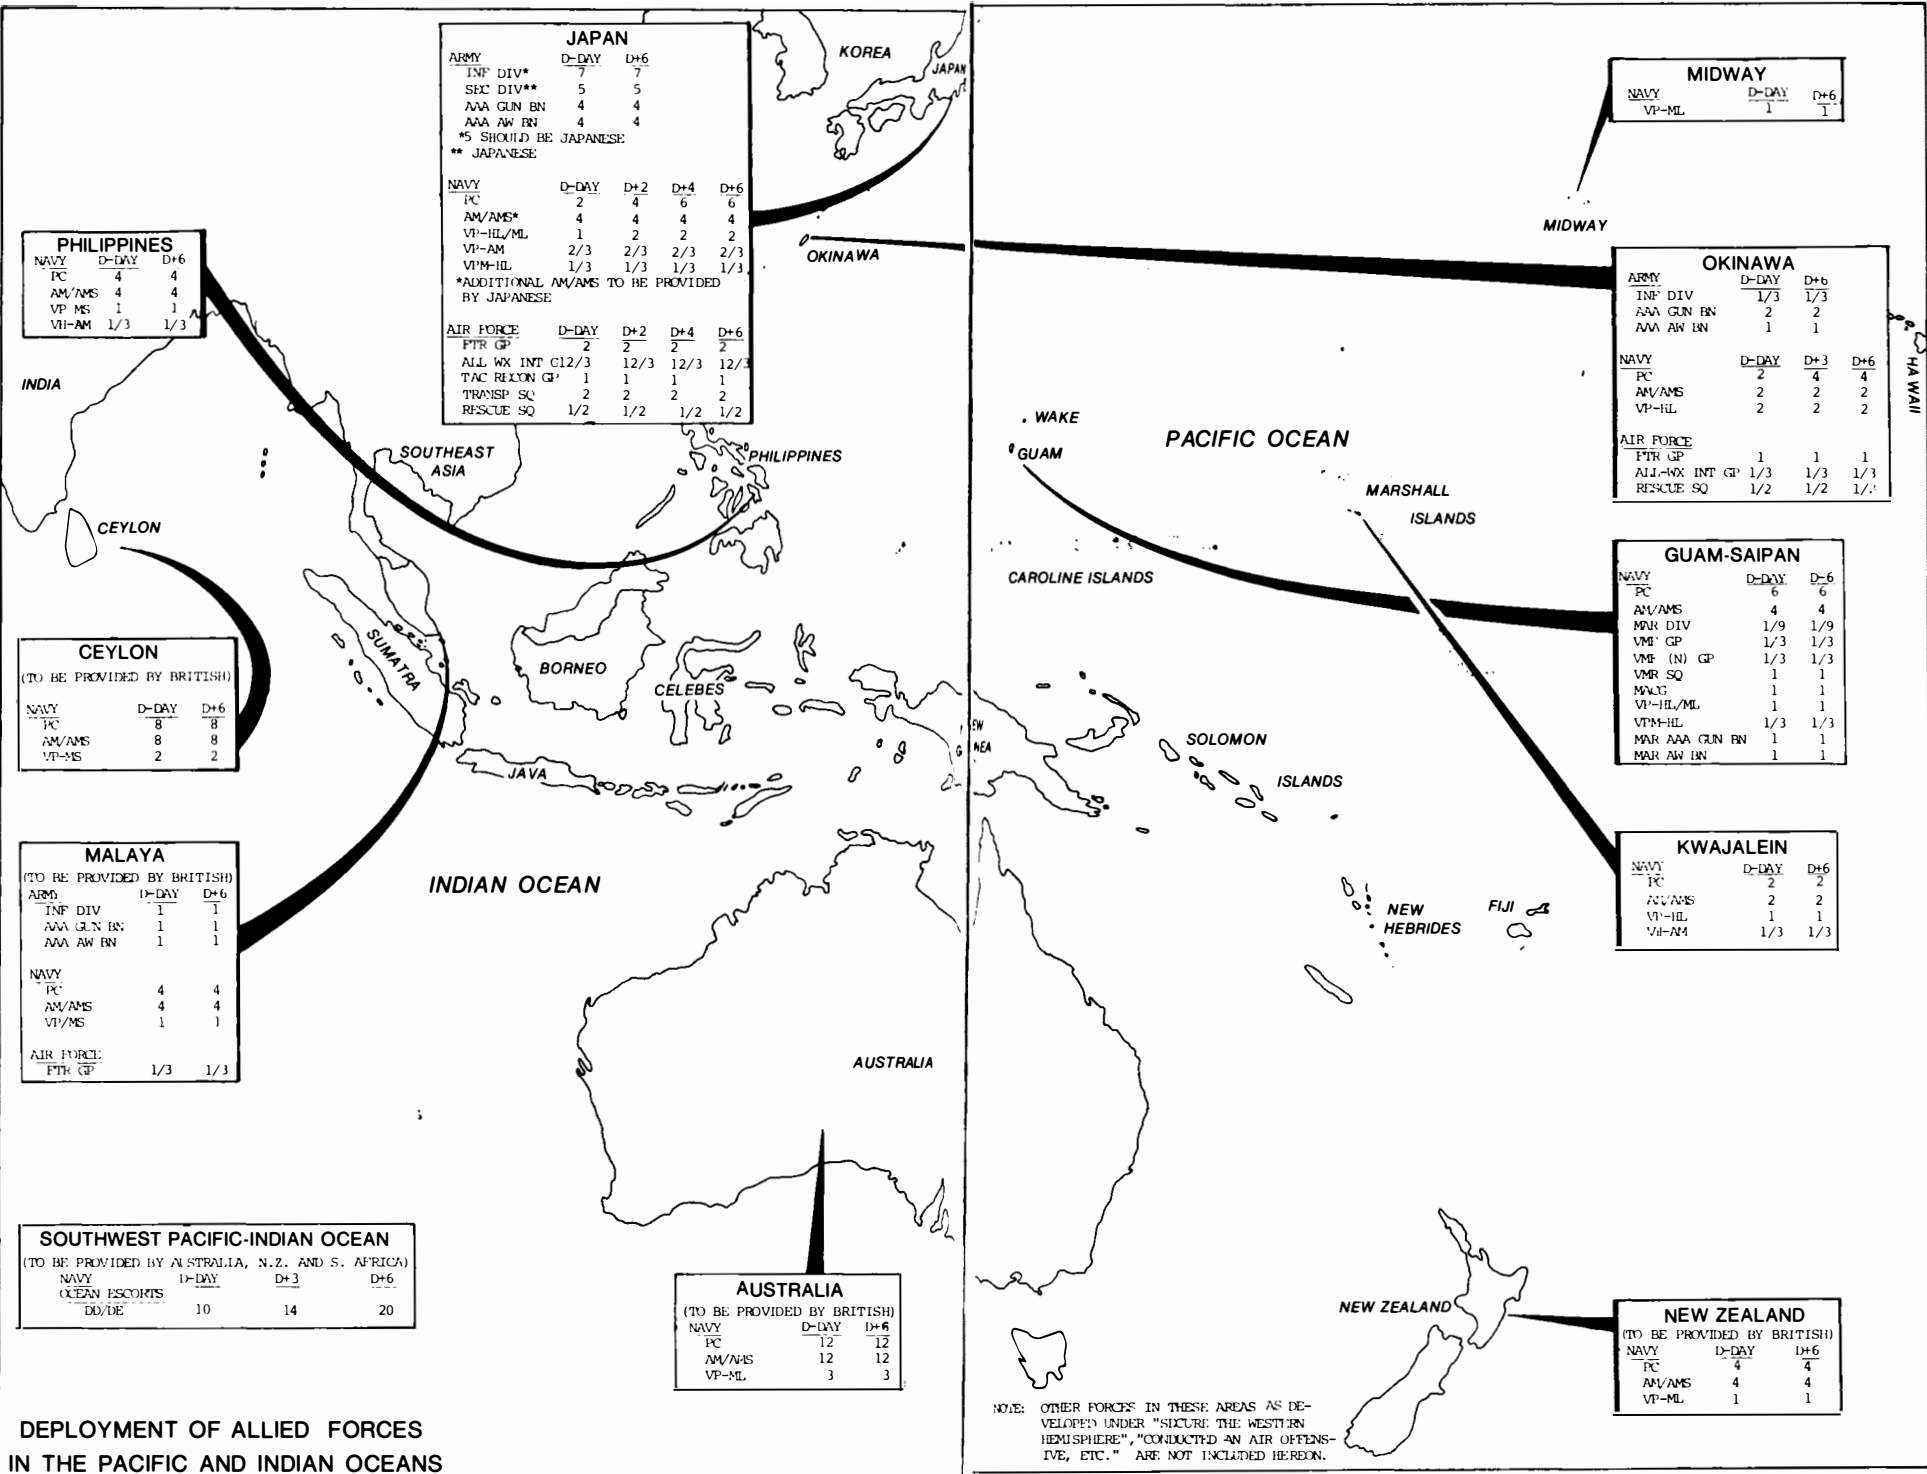 JAPAN
ARMY D-DAY D+6
INF DIV* 7 7
SEC DIV** 5 5
AAA GUN BN 4 4
AAA AW BN 4 4
*5 SHOULD BE JAPANESE
** JAPANESE
NAVY D-DAY D+2 D+4 D+6
PC 2 4 6 6
AM/AMS* 4 4 4 4
VP-HL/ML 1 2 2 2
VP-AM 2/3 2/3 2/3 2/3
VPM-HL 1/3 1/3 1/3 1/3
*ADDITIONAL AM/AMS TO BE PROVIDED
BY JAPANESE
AIR FORCE D-DAY D+2 D+4 D+6
FTR GP 2 2 2 2
ALL WX INT G12/3 12/3 12/3 12/3
TAC RECON GP 1 1 1 1
TRANSP SQ 2 2 2 2
RESCUE SQ 1/2 1/2 1/2 1/2
KOREA
JAPAN
MIDWAY
NAVY D-DAY D+6
VP-ML 1 1
MIDWAY
PHILIPPINES
NAVY D-DAY D+6
PC 4 4
AM/AMS 4 4
VP MS 1 1
VH-AM 1/3 1/3
OKINAWA
OKINAWA
ARMY D-DAY D+6
INF DIV 1/3 1/3
AAA GUN BN 2 2
AAA AW BN 1 1
NAVY D-DAY D+3 D+6
PC 2 4 4
AM/AMS 2 2 2
VP-HL 2 2 2
AIR FORCE
FTR GP 1 1 1
ALL-WX INT GP 1/3 1/3 1/3
RESCUE SQ 1/2 1/2
HAWAII
INDIA
SOUTHEAST
ASIA
PHILIPPINES
WAKE
GUAM
PACIFIC OCEAN
MARSHALL
ISLANDS
CEYLON
CAROLINE ISLANDS
GUAM-SAIPAN
NAVY D-DAY D-6
PC 6 6
AM/AMS 4 4
MAR DIV 1/9 1/9
VMF GP 1/3 1/3
VMF (N) GP 1/3 1/3
VMR SQ 1 1
MACG 1 1
VP-HL/ML 1 1
VPM-HL 1/3 1/3
MAR AAA GUN BN 1 1
MAR AW BN 1 1
CEYLON
(TO BE PROVIDED BY BRITISH)
NAVY D-DAY D+6
PC 8 8
AM/AMS 8 8
VP-MS 2 2
SUMATRA
BORNEO
CELEBES
JAVA
SOLOMON
ISLANDS
MALAYA
(TO BE PROVIDED BY BRITISH)
ARMY D-DAY D+6
INF DIV 1 1
AAA GUN BN 1 1
AAA AW BN 1 1
NAVY
PC 4 4
AM/AMS 4 4
VP/MS 1 1
AIR FORCE
FTR GP 1/3 1/3
INDIAN OCEAN
KWAJALEIN
NAVY D-DAY D+6
PC 2 2
AM/AMS 2 2
VP-HL 1 1
VH-AM 1/3 1/3
NEW
HEBRIDES
FIJI
AUSTRALIA
SOUTHWEST PACIFIC-INDIAN OCEAN
(TO BE PROVIDED BY AUSTRALIA, N.Z. AND S. AFRICA)
NAVY D-DAY D+3 D+6
OCEAN ESCORTS
DD/DE 10 14 20
AUSTRALIA
(TO BE PROVIDED BY BRITISH)
NAVY D-DAY D+6
PC 12 12
AM/AMS 12 12
VP-ML 3 3
NEW ZEALAND
NEW ZEALAND
(TO BE PROVIDED BY BRITISH)
NAVY D-DAY D+6
PC 4 4
AM/AMS 4 4
VP-ML 1 1
NOTE: OTHER FORCES IN THESE AREAS AS DE-
VELOPED UNDER "SECURE THE WESTERN
HEMISPHERE", "CONDUCTED AN AIR OFFENS-
IVE, ETC." ARE NOT INCLUDED HEREON.
DEPLOYMENT OF ALLIED FORCES
IN THE PACIFIC AND INDIAN OCEANS